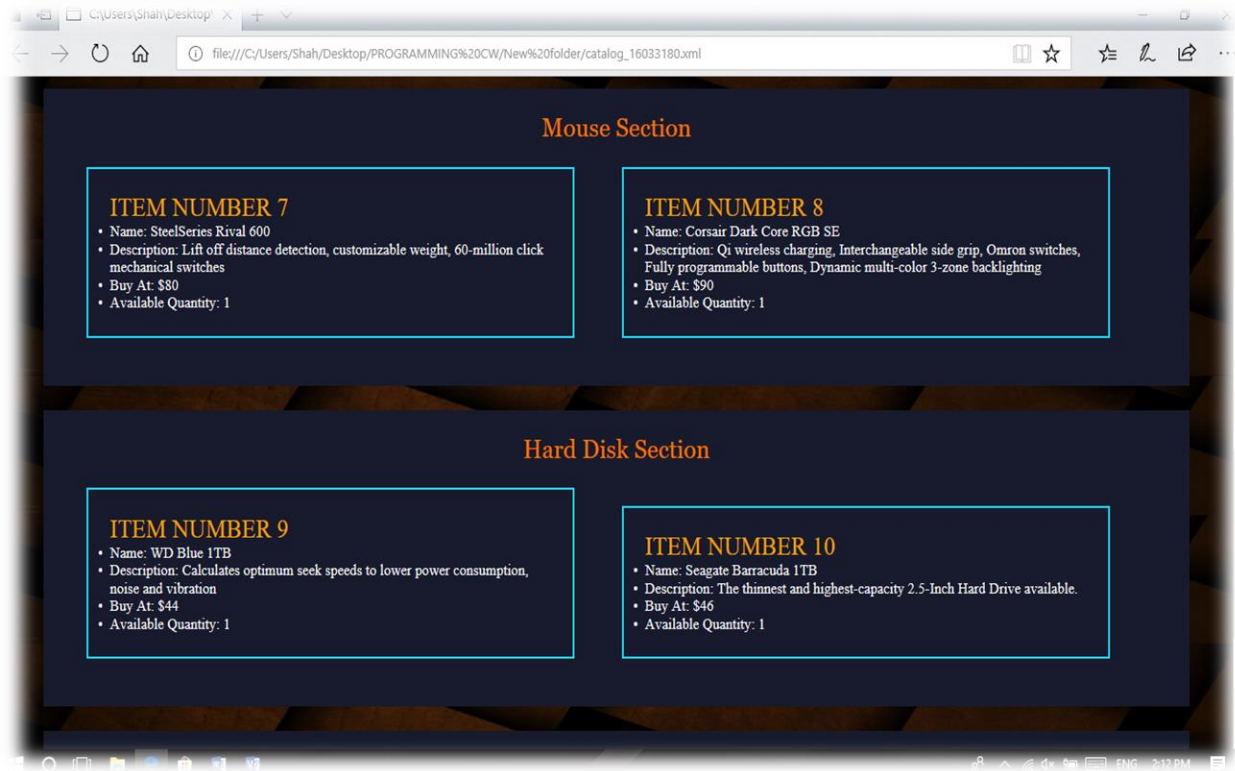 C:\Users\Shah\Desktop\
file:///C:/Users/Shah/Desktop/PROGRAMMING%20CW/New%20folder/catalog_16033180.xml
Mouse Section
ITEM NUMBER 7
• Name: SteelSeries Rival 600
• Description: Lift off distance detection, customizable weight, 60-million click
mechanical switches
• Buy At: $80
• Available Quantity: 1
ITEM NUMBER 8
• Name: Corsair Dark Core RGB SE
• Description: Qi wireless charging, Interchangeable side grip, Omron switches,
Fully programmable buttons, Dynamic multi-color 3-zone backlighting
• Buy At: $90
• Available Quantity: 1
Hard Disk Section
ITEM NUMBER 9
• Name: WD Blue 1TB
• Description: Calculates optimum seek speeds to lower power consumption,
noise and vibration
• Buy At: $44
• Available Quantity: 1
ITEM NUMBER 10
• Name: Seagate Barracuda 1TB
• Description: The thinnest and highest-capacity 2.5-Inch Hard Drive available.
• Buy At: $46
• Available Quantity: 1
ENG 2:12 PM